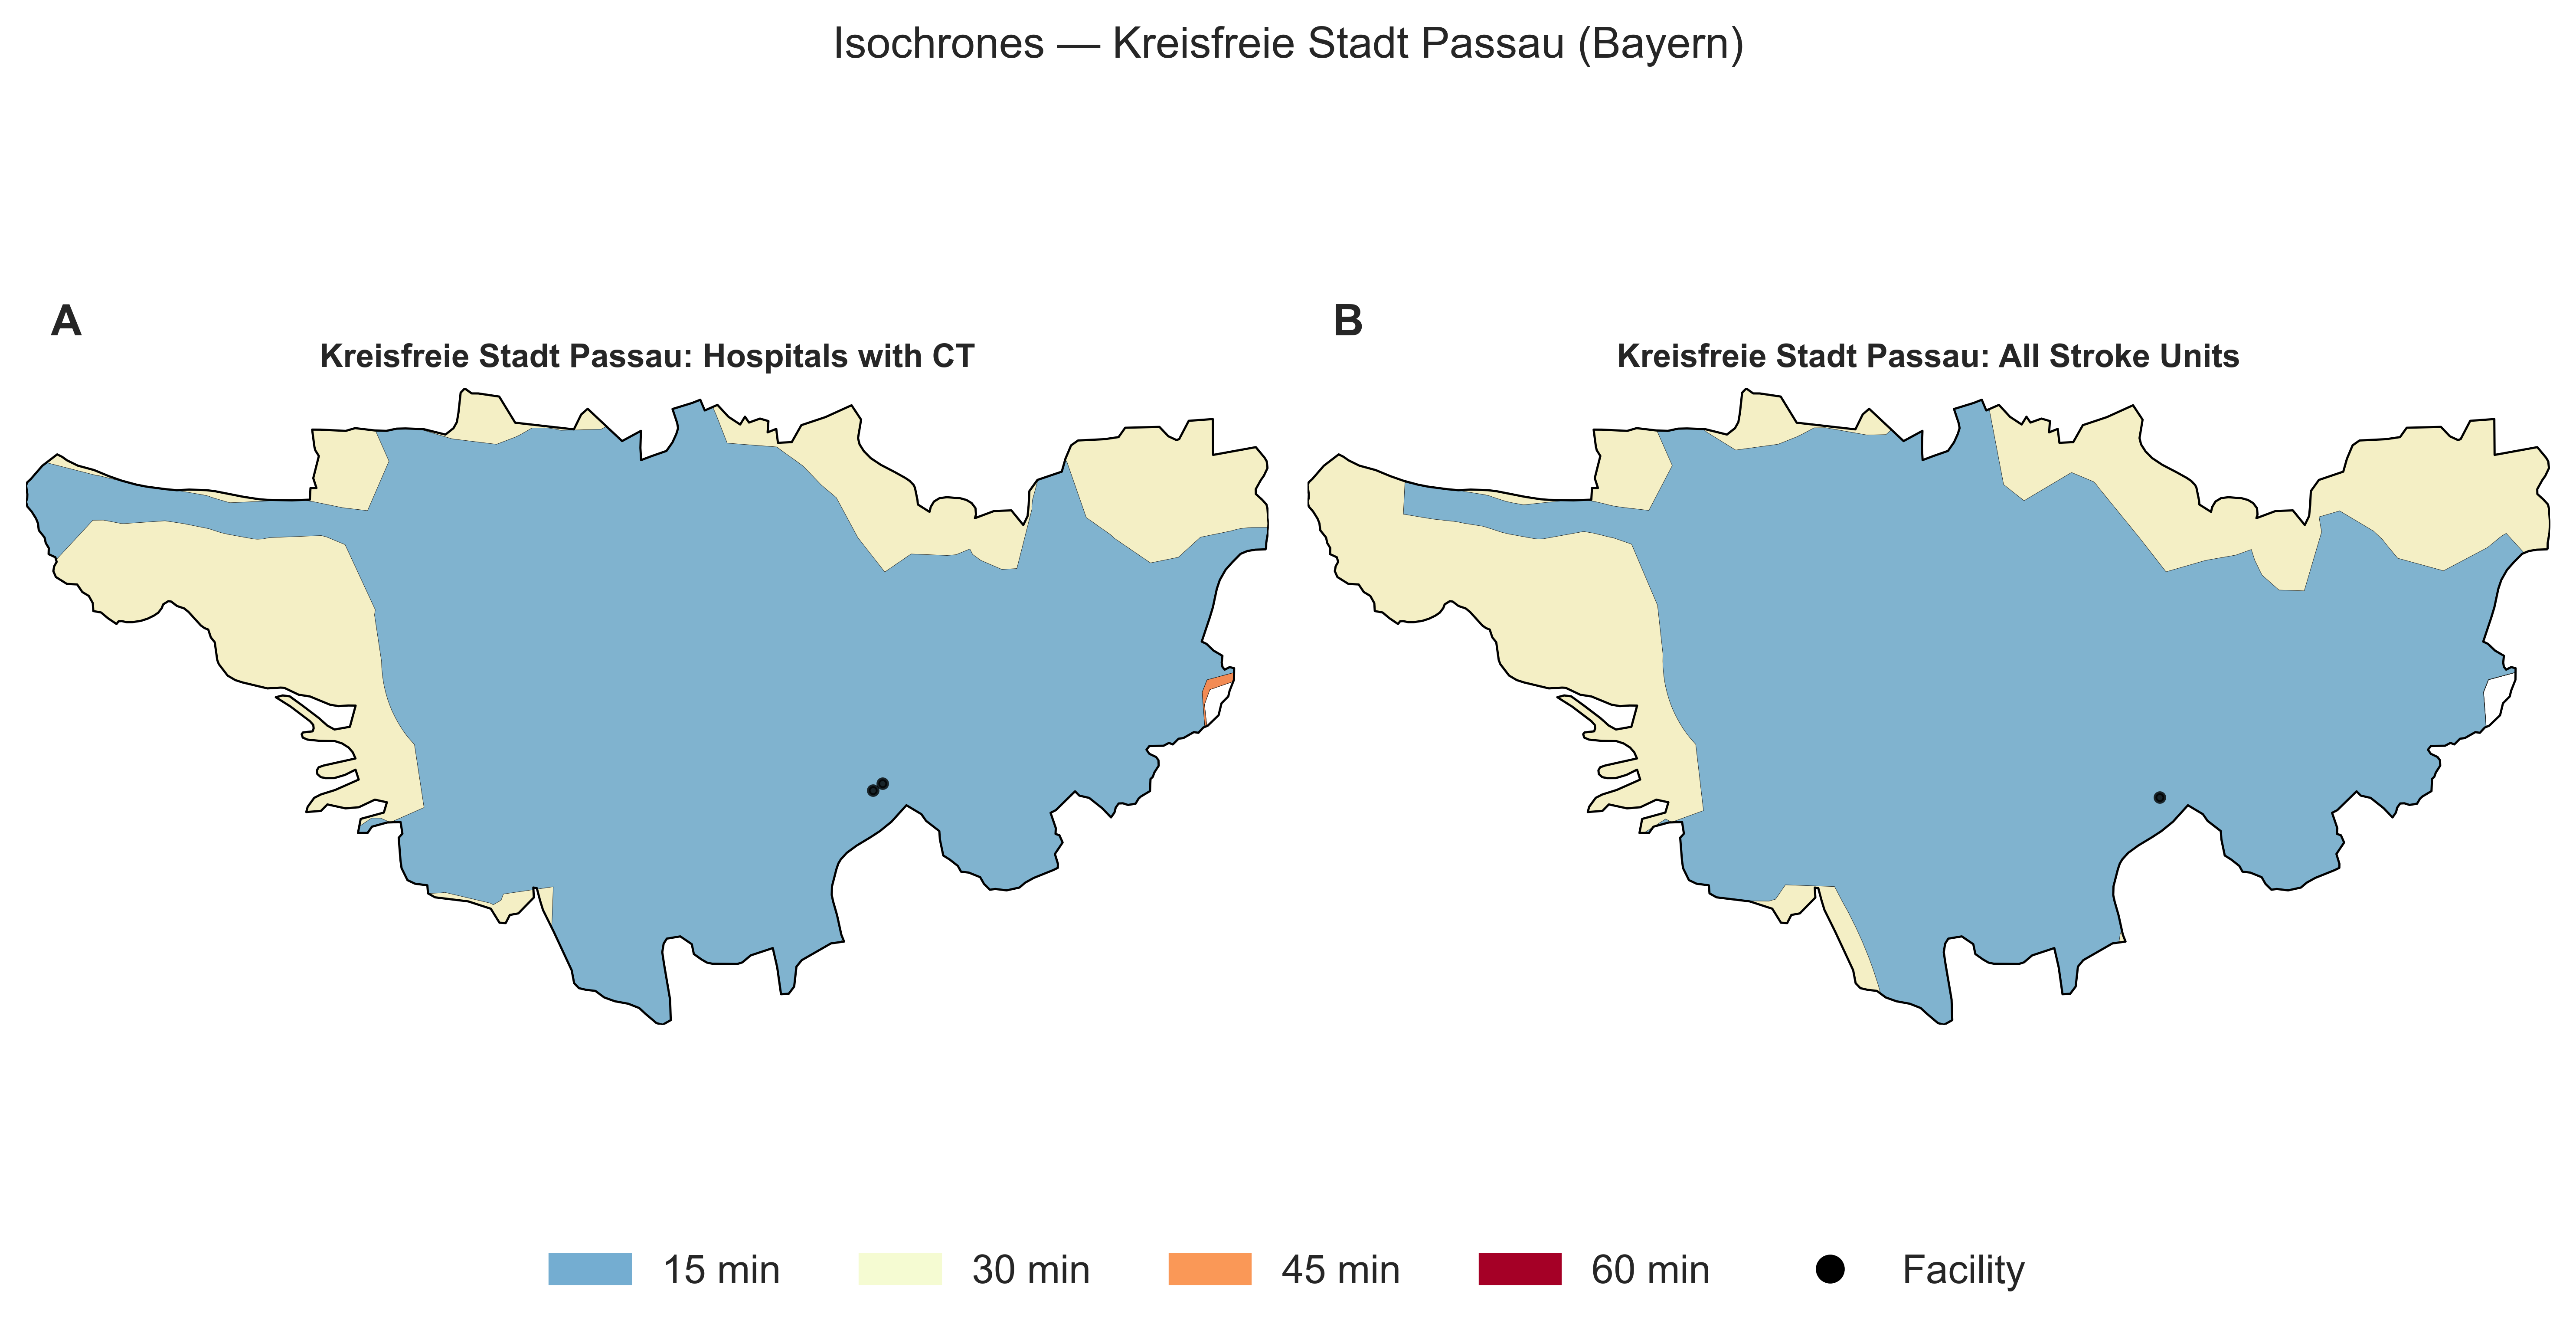 Isochrones — Kreisfreie Stadt Passau (Bayern)
A
Kreisfreie Stadt Passau: Hospitals with CT
B
Kreisfreie Stadt Passau: All Stroke Units
15 min
30 min
45 min
60 min
Facility